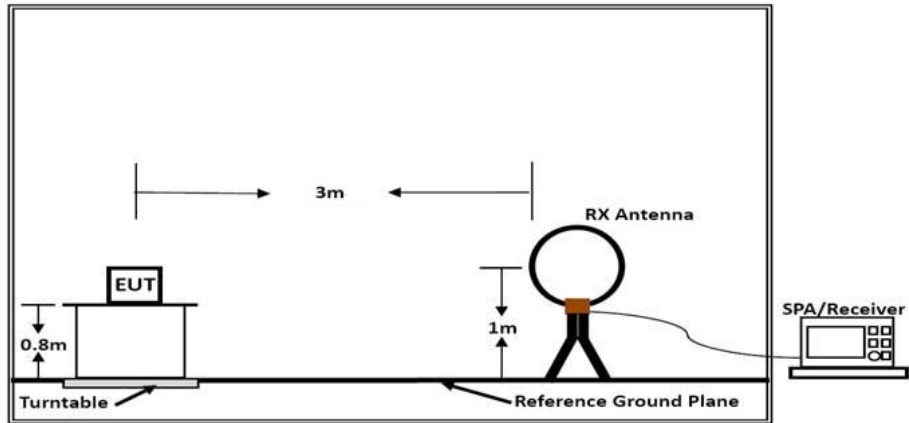 3m
RX Antenna
EUT
SPA/Receiver
0.8m
1m
Turntable
Reference Ground Plane